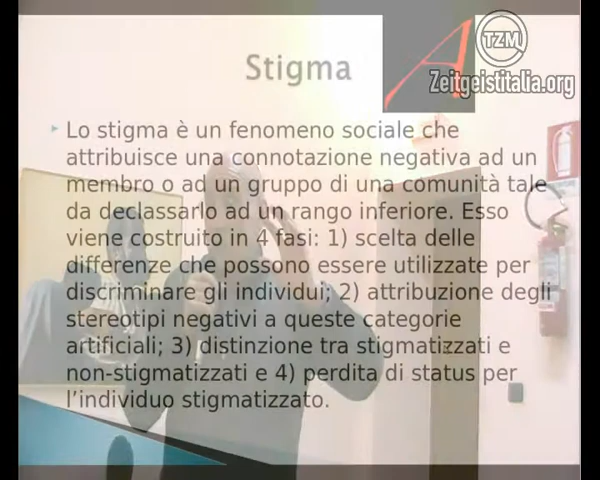 TZM
Zeitgeistitalia.org
A
Stigma
Lo stigma è un fenomeno sociale che
attribuisce una connotazione negativa ad un
membro o ad un gruppo di una comunità tale
da declassarlo ad un rango inferiore. Esso
viene costruito in 4 fasi: 1) scelta delle
differenze che possono essere utilizzate per
discriminare gli individui; 2) attribuzione degli
stereotipi negativi a queste categorie
artificiali; 3) distinzione tra stigmatizzati e
non-stigmatizzati e 4) perdita di status per
l'individuo stigmatizzato.